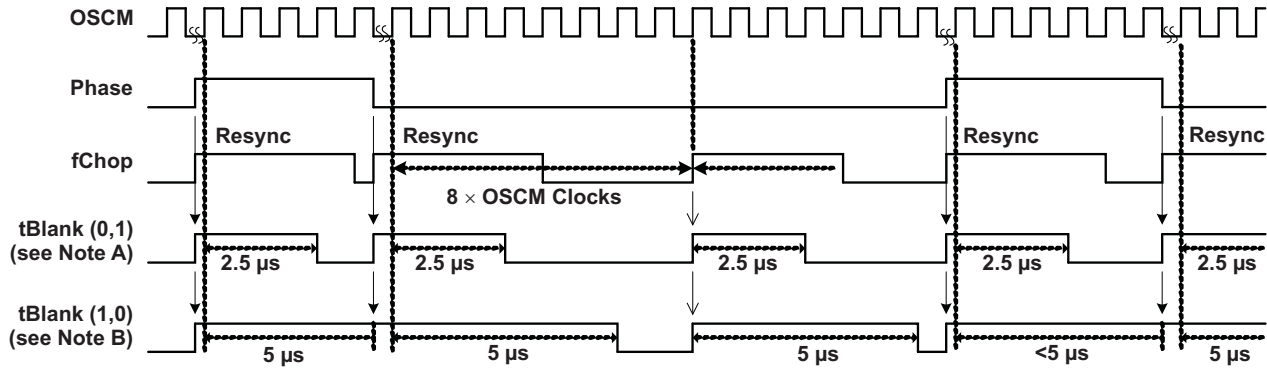 OSCM
Phase
Resync
Resync
Resync
Resync
fChop
8 × OSCM Clocks
tBlank (0,1)
(see Note A)
2.5 µs
2.5 µs
2.5 µs
2.5 µs
2.5 µs
tBlank (1,0)
(see Note B)
5 µs
5 µs
5 µs
<5 µs
5 µs